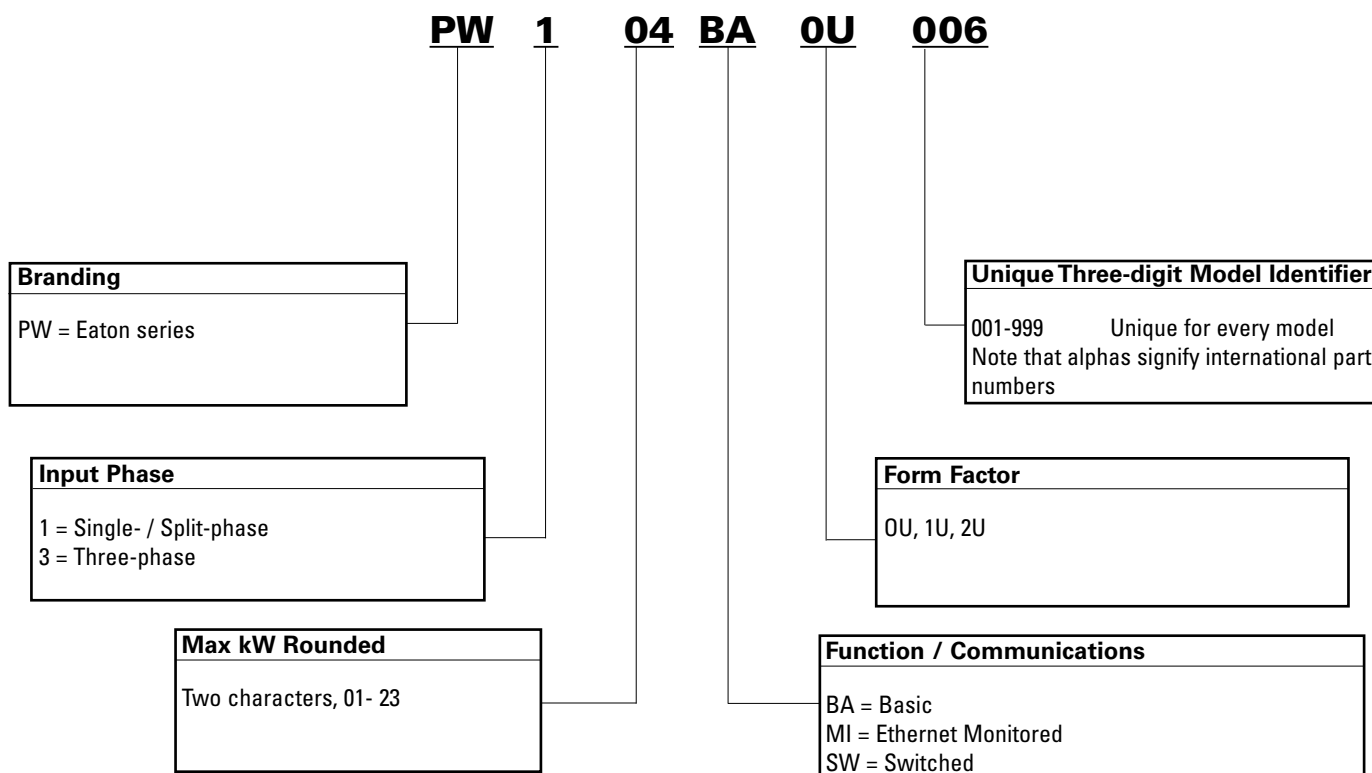 PW 1 04 BA 0U 006
Branding
PW = Eaton series
Unique Three-digit Model Identifier
001-999 Unique for every model
Note that alphas signify international part
numbers
Input Phase
1 = Single- / Split-phase
3 = Three-phase
Form Factor
0U, 1U, 2U
Max kW Rounded
Two characters, 01- 23
Function / Communications
BA = Basic
MI = Ethernet Monitored
SW = Switched